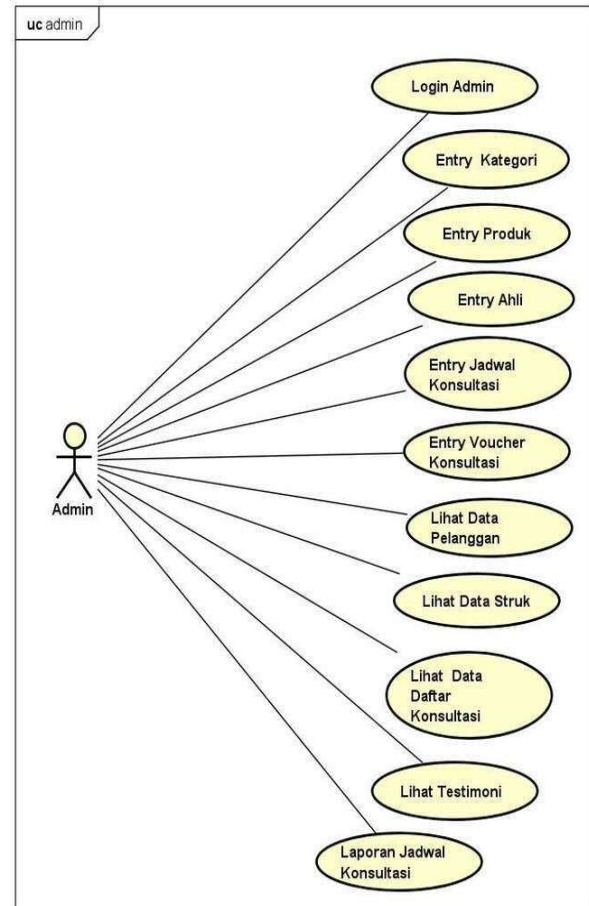 uc admin
Login Admin
Entry Kategori
Entry Produk
Entry Ahli
Entry Jadwal
Konsultasi
Entry Voucher
Konsultasi
Admin
Lihat Data
Pelanggan
Lihat Data Struk
Lihat Data
Daftar
Konsultasi
Lihat Testimoni
Laporan Jadwal
Konsultasi